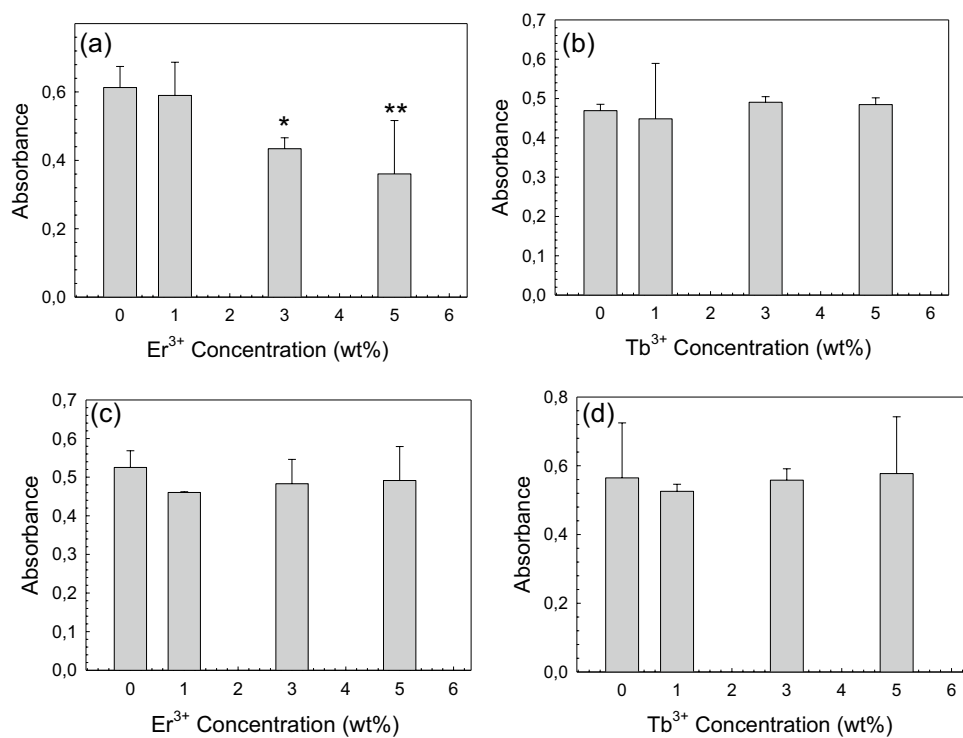 (a)
Absorbance
0,6
0,4
0,2
0,0
*
**
0 1 2 3 4 5 6
Er³⁺ Concentration (wt%)
(b)
Absorbance
0,7
0,6
0,5
0,4
0,3
0,2
0,1
0,0
0 1 2 3 4 5 6
Tb³⁺ Concentration (wt%)
(c)
Absorbance
0,7
0,6
0,5
0,4
0,3
0,2
0,1
0,0
0 1 2 3 4 5 6
Er³⁺ Concentration (wt%)
(d)
Absorbance
0,8
0,6
0,4
0,2
0,0
0 1 2 3 4 5 6
Tb³⁺ Concentration (wt%)